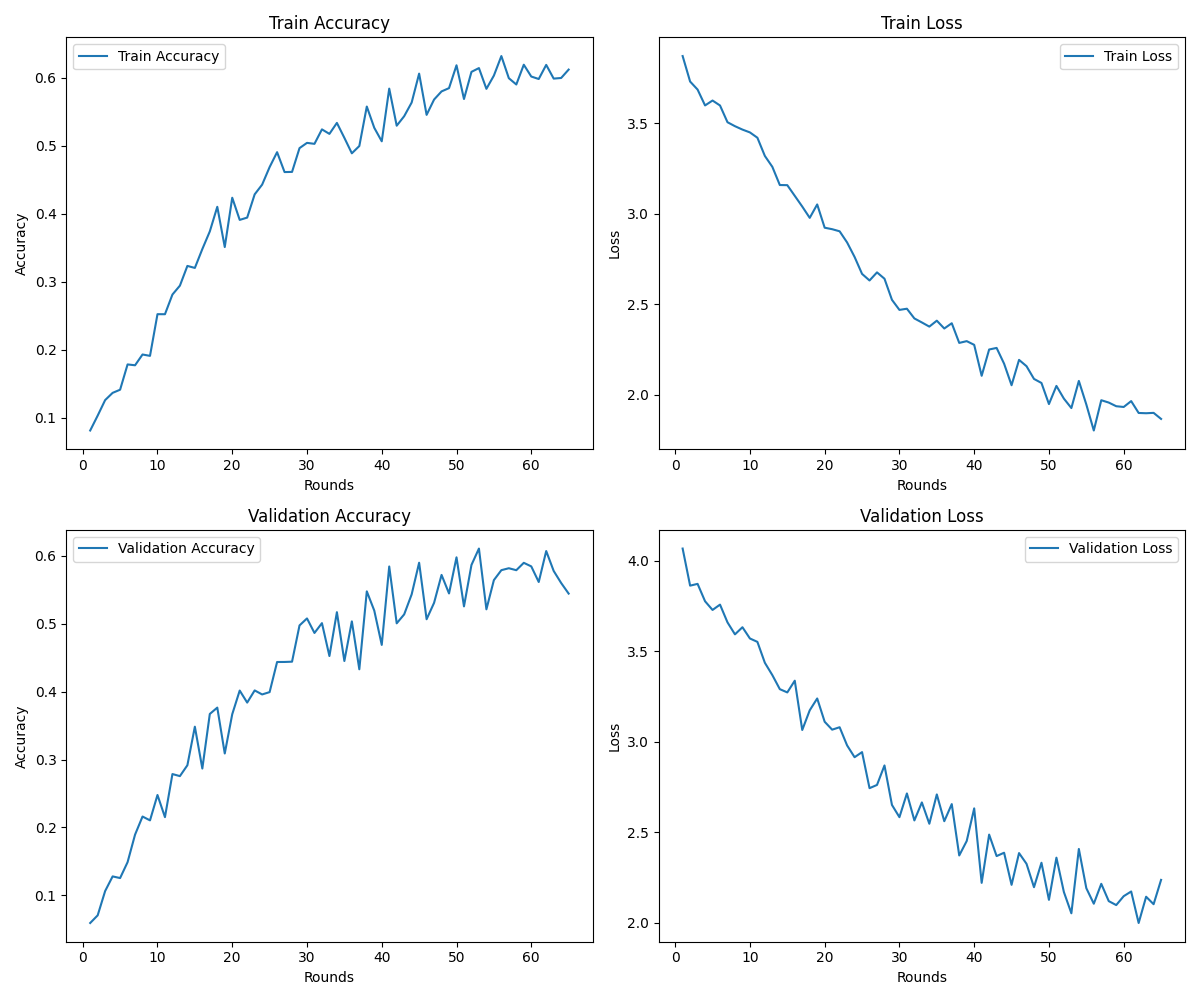 Train Accuracy
Train Accuracy
Accuracy
0.6
0.5
0.4
0.3
0.2
0.1
0 10 20 30 40 50 60
Rounds
Train Loss
Train Loss
Loss
3.5
3.0
2.5
2.0
0 10 20 30 40 50 60
Rounds
Validation Accuracy
Validation Accuracy
Accuracy
0.6
0.5
0.4
0.3
0.2
0.1
0 10 20 30 40 50 60
Rounds
Validation Loss
Validation Loss
Loss
4.0
3.5
3.0
2.5
2.0
0 10 20 30 40 50 60
Rounds